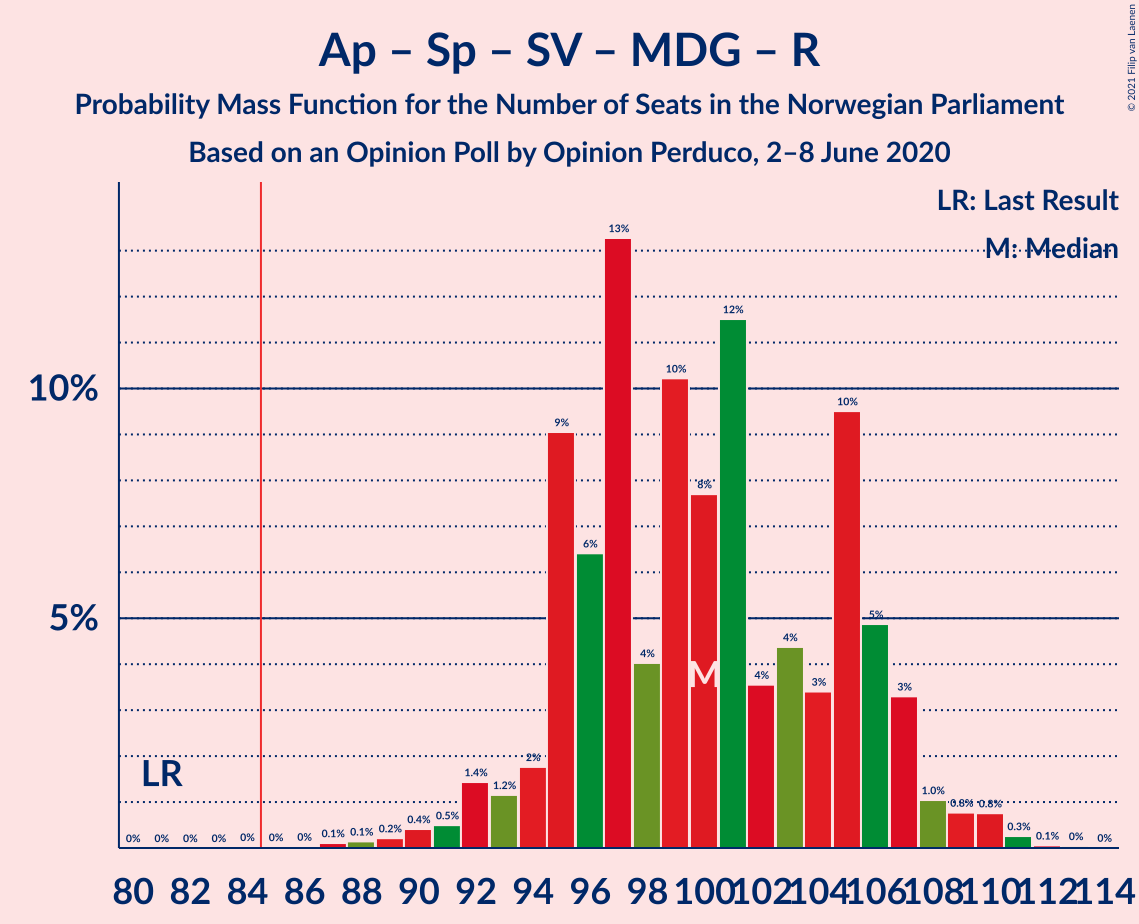 Ap – Sp – SV – MDG – R
Probability Mass Function for the Number of Seats in the Norwegian Parliament
Based on an Opinion Poll by Opinion Perduco, 2–8 June 2020
© 2021 Filip van Laenen
LR: Last Result
M: Median
10%
5%
LR
M
0% 0% 0% 0% 0% 0% 0% 0.1% 0.1% 0.2% 0.4% 0.5% 1.4% 1.2% 2% 9% 6% 13% 4% 10% 8% 12% 4% 4% 3% 10% 5% 3% 1.0% 0.8% 0.8% 0.3% 0.1% 0% 0%
80 82 84 86 88 90 92 94 96 98 100 102 104 106 108 110 112 114